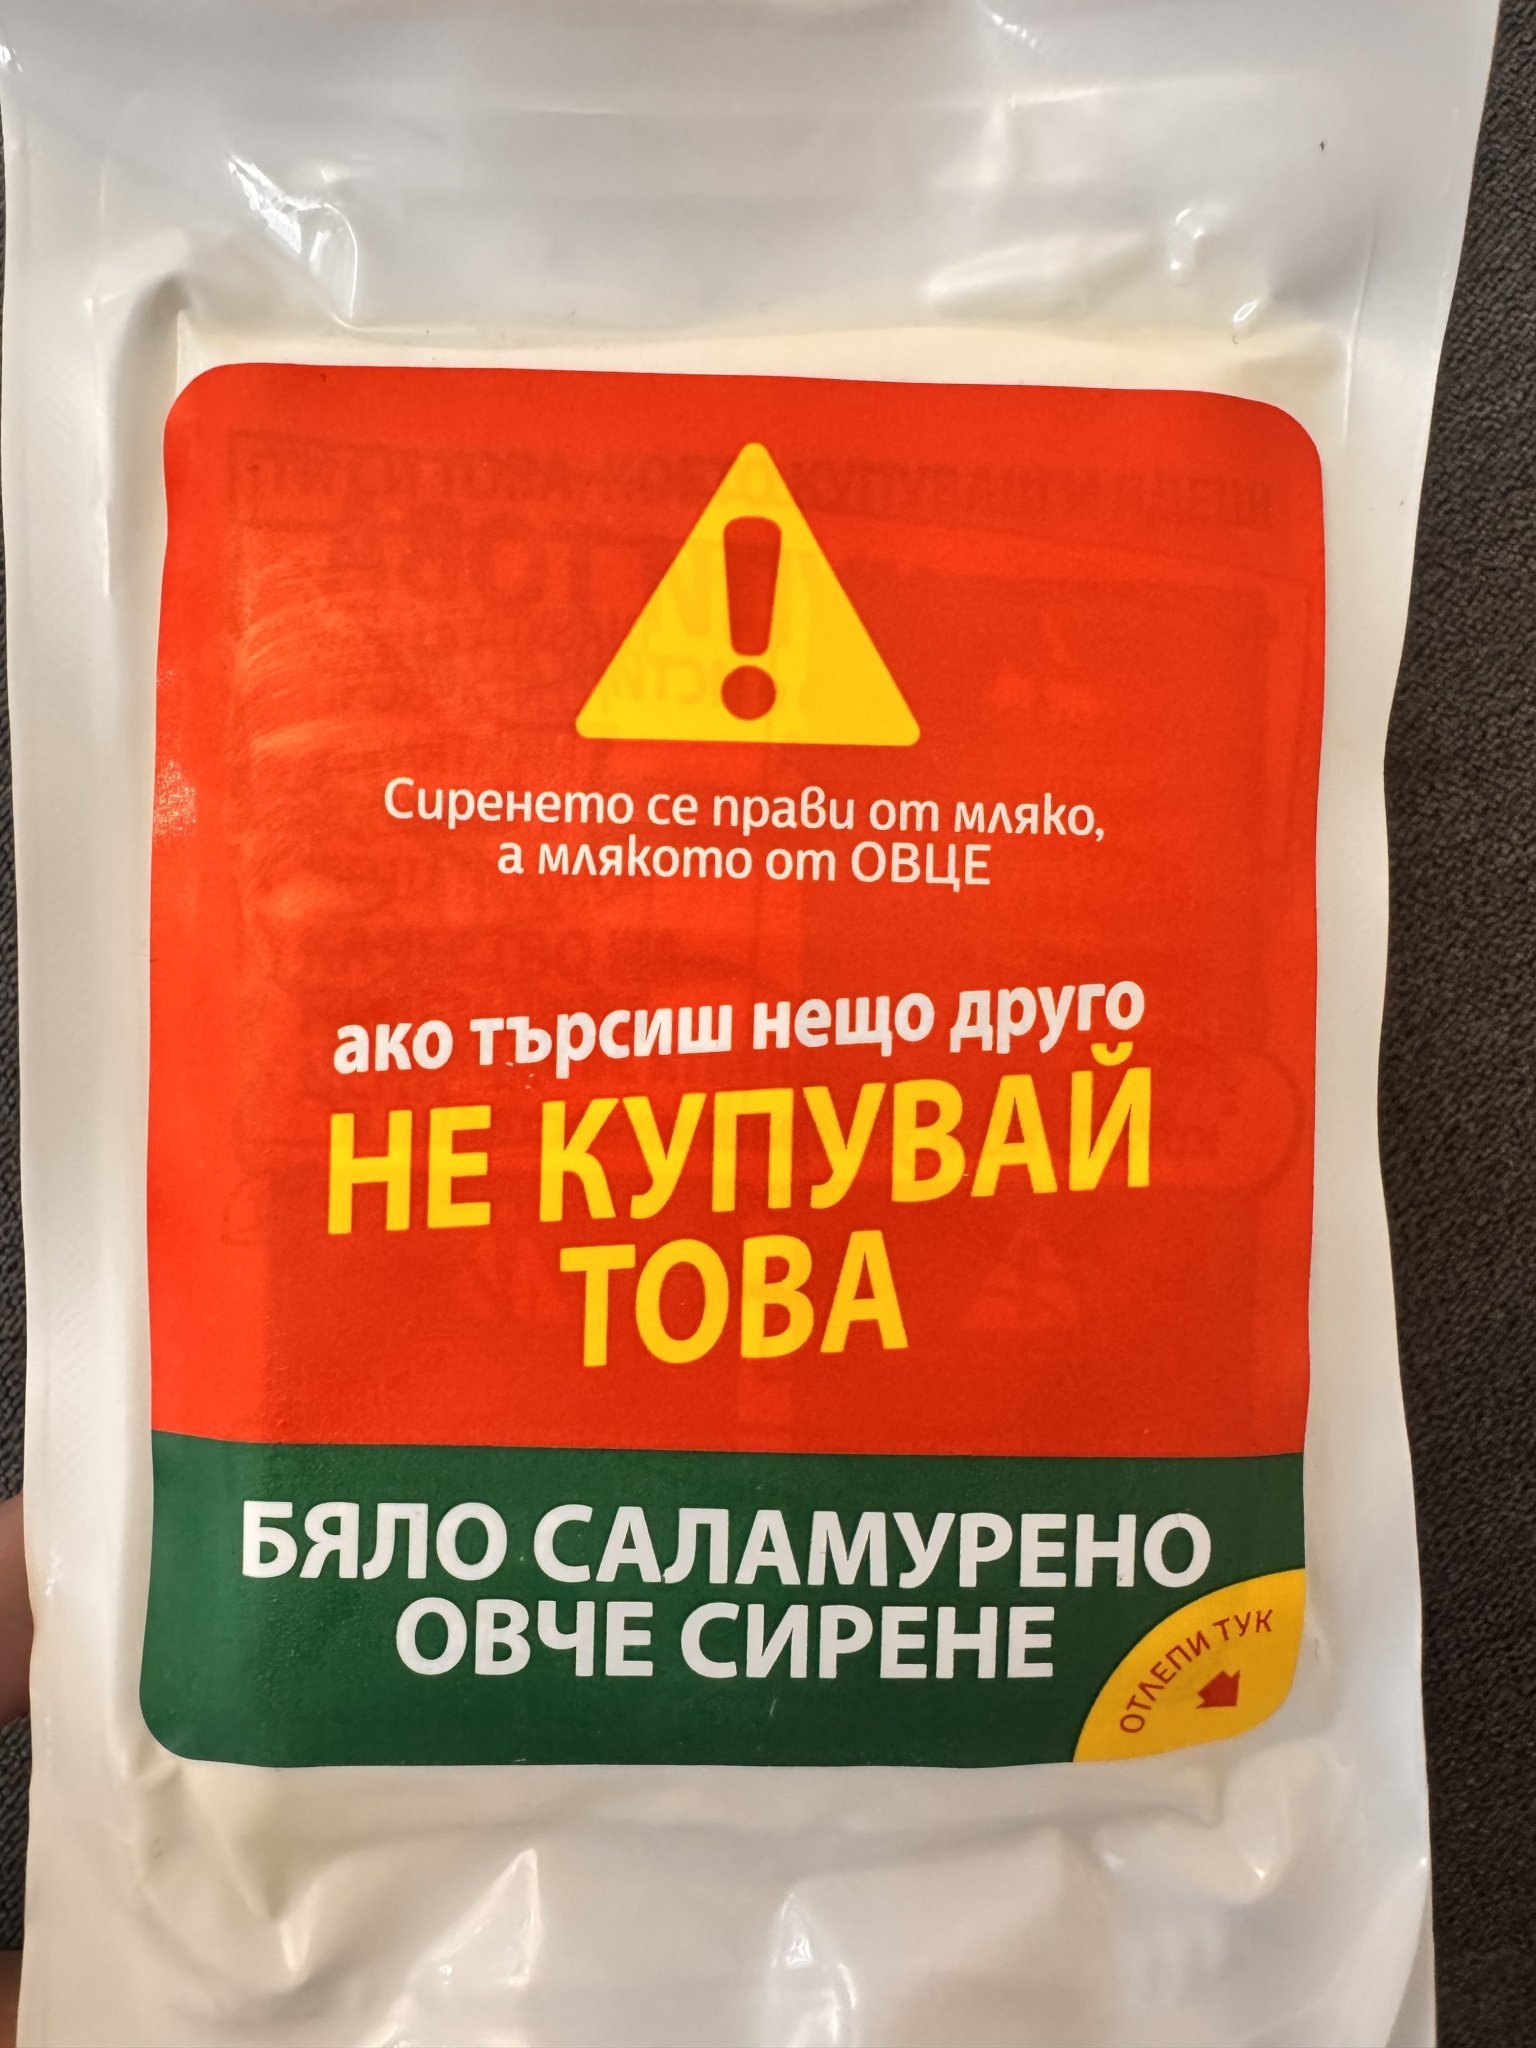 Сиренето се прави от мляко,
а млякото от ОВЦЕ
ако търсиш нещо друго
НЕ КУПУВАЙ
ТОВА
БЯЛО САЛАМУРЕНО
ОВЧЕ СИРЕНЕ
ОТЛЕПИ ТУК